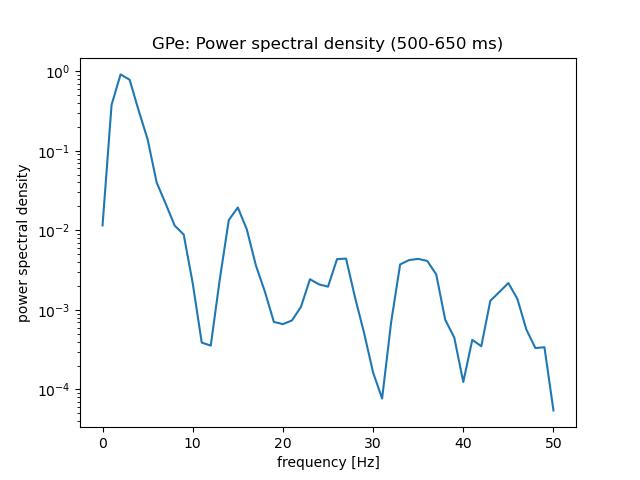 GPe: Power spectral density (500-650 ms)
10⁰
10⁻¹
10⁻²
10⁻³
10⁻⁴
power spectral density
0 10 20 30 40 50
frequency [Hz]